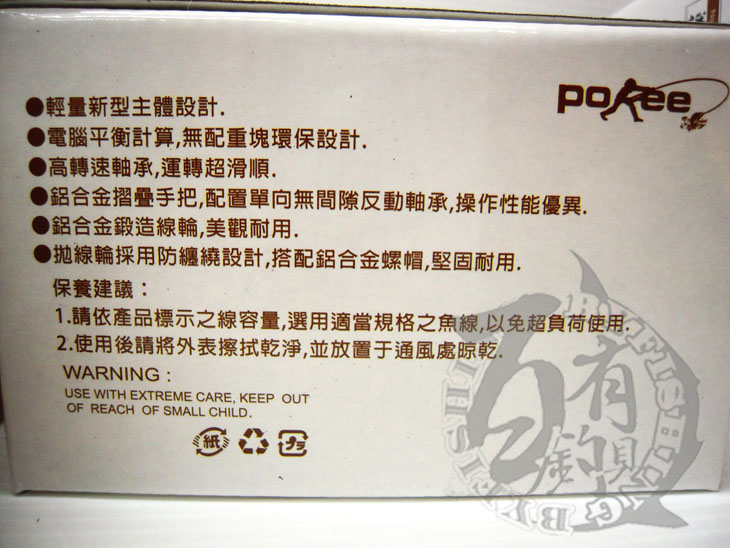 pokee
●輕量新型主體設計.
●電腦平衡計算,無配重塊環保設計.
●高轉速軸承,運轉超滑順.
●鋁合金摺疊手把,配置單向無間隙反動軸承,操作性能優異.
●鋁合金鍛造線輪,美觀耐用.
●拋線輪採用防纏繞設計,搭配鋁合金螺帽,堅固耐用.
保養建議：
1.請依產品標示之線容量,選用適當規格之魚線,以免超負荷使用.
2.使用後請將外表擦拭乾淨,並放置于通風處晾乾.
WARNING :
USE WITH EXTREME CARE, KEEP OUT
OF REACH OF SMALL CHILD.
紙
プラ
有
釣具
BYFISHING
BYFISHING